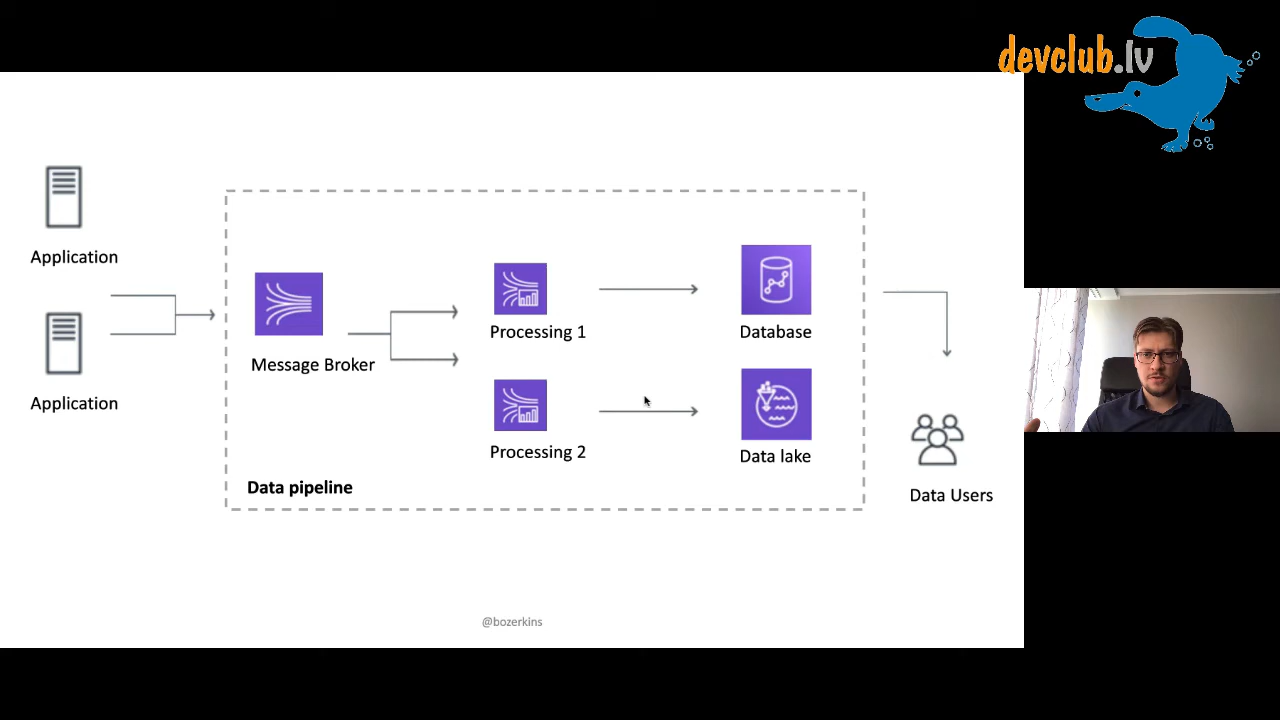 devclub.lv
Application
Application
Message Broker
Processing 1
Database
Processing 2
Data lake
Data pipeline
Data Users
@bozerkins